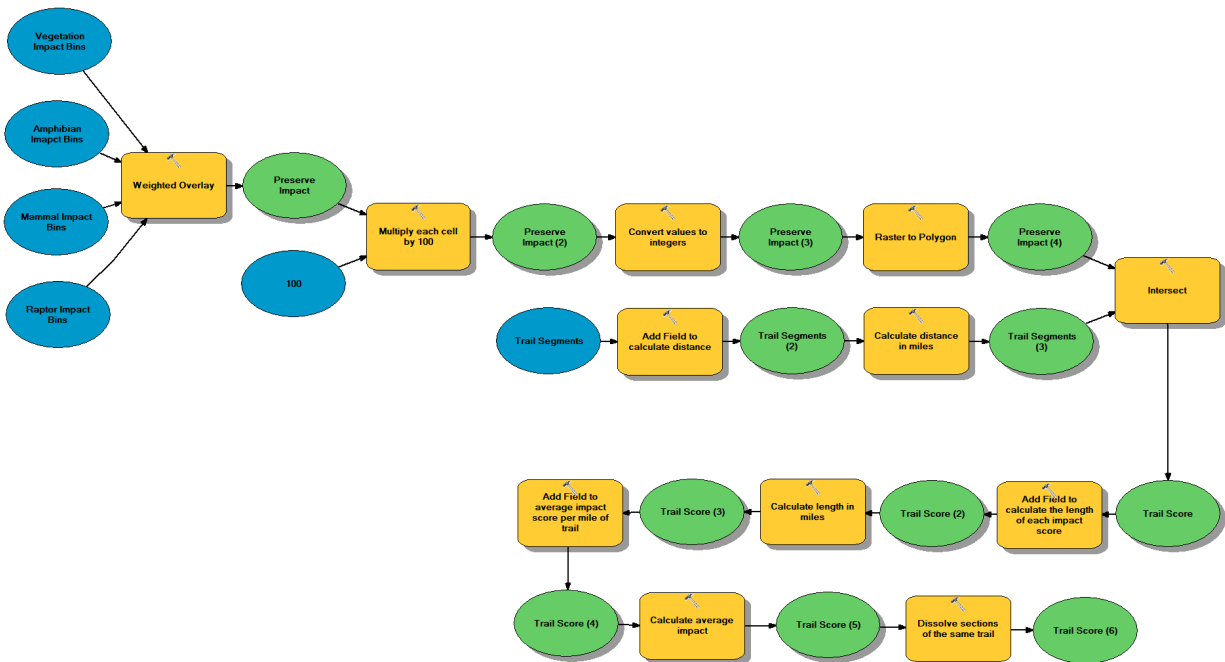 Vegetation
Impact Bins
Amphibian
Imapct Bins
Mammal Impact
Bins
Raptor Impact
Bins
Weighted Overlay
Preserve
Impact
100
Multiply each cell
by 100
Preserve
Impact (2)
Convert values to
integers
Preserve
Impact (3)
Raster to Polygon
Preserve
Impact (4)
Trail Segments
Add Field to
calculate distance
Trail Segments
(2)
Calculate distance
in miles
Trail Segments
(3)
Intersect
Trail Score
Add Field to
calculate the length
of each impact
score
Trail Score (2)
Calculate length in
miles
Trail Score (3)
Add Field to
average impact
score per mile of
trail
Trail Score (4)
Calculate average
impact
Trail Score (5)
Dissolve sections
of the same trail
Trail Score (6)